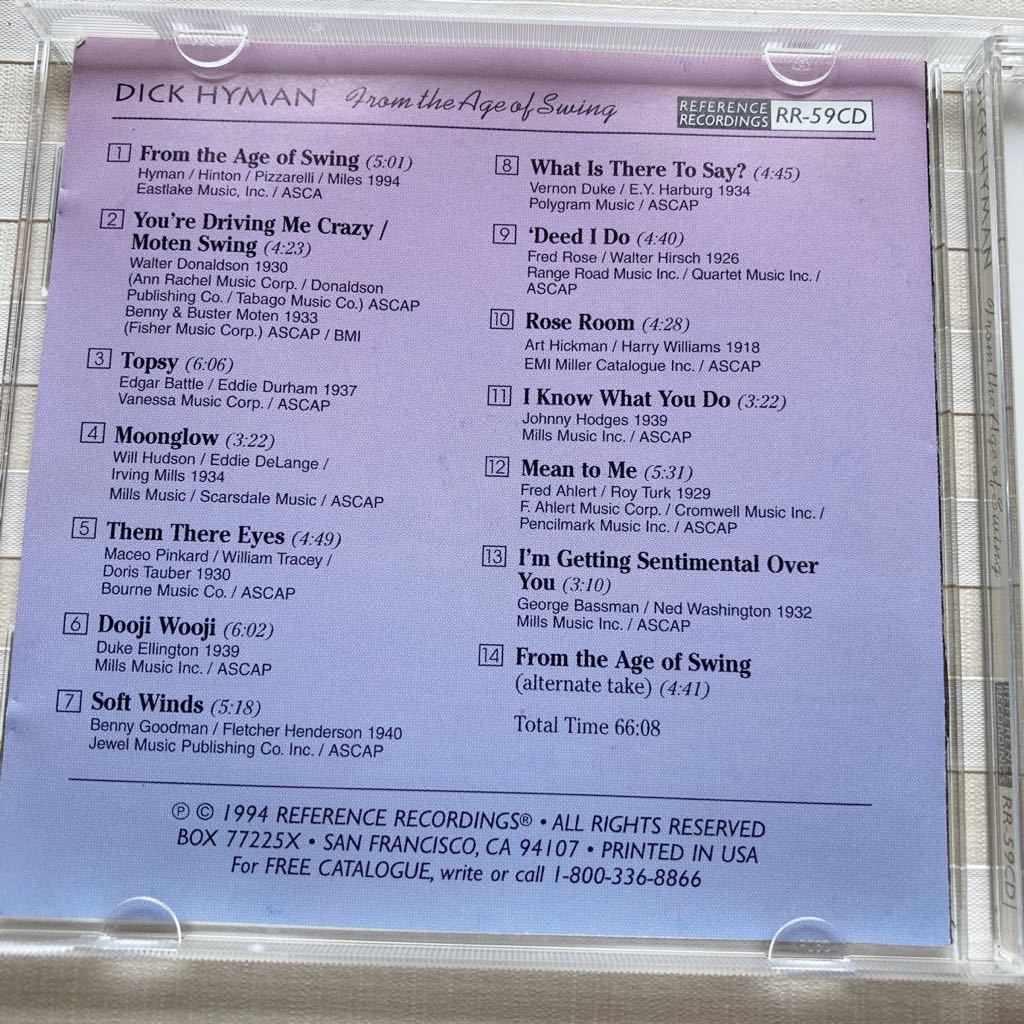 DICK HYMAN From the Age of Swing
REFERENCE
RECORDINGS RR-59CD
1 From the Age of Swing (5:01)
Hyman / Hinton / Pizzarelli / Miles 1994
Eastlake Music, Inc. / ASCA
2 You're Driving Me Crazy /
Moten Swing (4:23)
Walter Donaldson 1930
(Ann Rachel Music Corp. / Donaldson
Publishing Co. / Tabago Music Co.) ASCAP
Benny & Buster Moten 1933
(Fisher Music Corp.) ASCAP / BMI
3 Topsy (6:06)
Edgar Battle / Eddie Durham 1937
Vanessa Music Corp. / ASCAP
4 Moonglow (3:22)
Will Hudson / Eddie DeLange /
Irving Mills 1934
Mills Music / Scarsdale Music / ASCAP
5 Them There Eyes (4:49)
Maceo Pinkard / William Tracey /
Doris Tauber 1930
Bourne Music Co. / ASCAP
6 Dooji Wooji (6:02)
Duke Ellington 1939
Mills Music Inc. / ASCAP
7 Soft Winds (5:18)
Benny Goodman / Fletcher Henderson 1940
Jewel Music Publishing Co. Inc. / ASCAP
8 What Is There To Say? (4:45)
Vernon Duke / E.Y. Harburg 1934
Polygram Music / ASCAP
9 'Deed I Do (4:40)
Fred Rose / Walter Hirsch 1926
Range Road Music Inc. / Quartet Music Inc. /
ASCAP
10 Rose Room (4:28)
Art Hickman / Harry Williams 1918
EMI Miller Catalogue Inc. / ASCAP
11 I Know What You Do (3:22)
Johnny Hodges 1939
Mills Music Inc. / ASCAP
12 Mean to Me (5:31)
Fred Ahlert / Roy Turk 1929
F. Ahlert Music Corp. / Cromwell Music Inc. /
Pencilmark Music Inc. / ASCAP
13 I'm Getting Sentimental Over
You (3:10)
George Bassman / Ned Washington 1932
Mills Music Inc. / ASCAP
14 From the Age of Swing
(alternate take) (4:41)
Total Time 66:08
℗ © 1994 REFERENCE RECORDINGS® • ALL RIGHTS RESERVED
BOX 77225X • SAN FRANCISCO, CA 94107 • PRINTED IN USA
For FREE CATALOGUE, write or call 1-800-336-8866
DICK HYMAN From the Age of Swing
REFERENCE
RECORDINGS RR-59CD